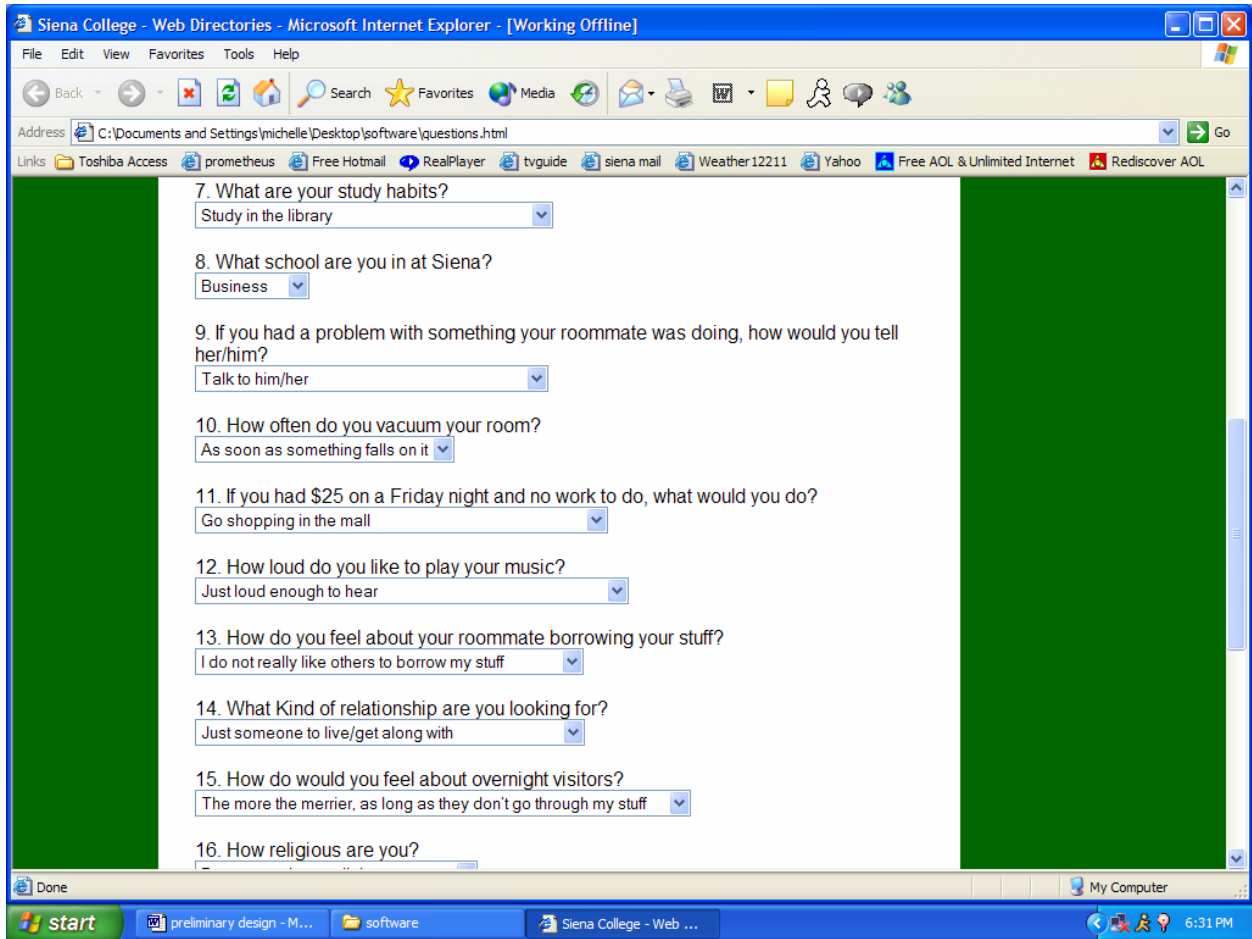 Siena College - Web Directories - Microsoft Internet Explorer - [Working Offline]
File Edit View Favorites Tools Help
Back Search Favorites Media
Address C:\Documents and Settings\michelle\Desktop\software\questions.html Go
Links Toshiba Access prometheus Free Hotmail RealPlayer tvguide siena mail Weather12211 Yahoo Free AOL & Unlimited Internet Rediscover AOL
7. What are your study habits?
Study in the library
8. What school are you in at Siena?
Business
9. If you had a problem with something your roommate was doing, how would you tell
her/him?
Talk to him/her
10. How often do you vacuum your room?
As soon as something falls on it
11. If you had $25 on a Friday night and no work to do, what would you do?
Go shopping in the mall
12. How loud do you like to play your music?
Just loud enough to hear
13. How do you feel about your roommate borrowing your stuff?
I do not really like others to borrow my stuff
14. What Kind of relationship are you looking for?
Just someone to live/get along with
15. How do would you feel about overnight visitors?
The more the merrier, as long as they don't go through my stuff
16. How religious are you?
Done My Computer
start preliminary design - M... software Siena College - Web ... 6:31 PM